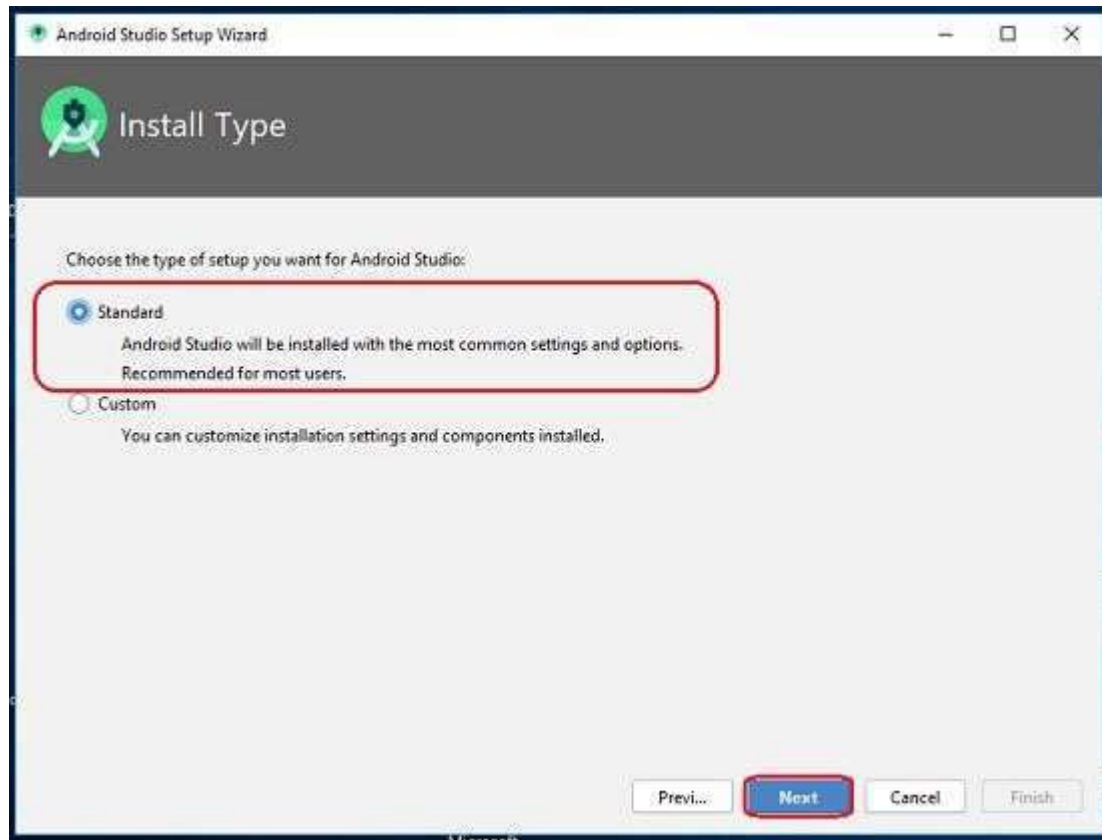 Android Studio Setup Wizard
Install Type
Choose the type of setup you want for Android Studio:
Standard
Android Studio will be installed with the most common settings and options.
Recommended for most users.
Custom
You can customize installation settings and components installed.
Previ... Next Cancel Finish